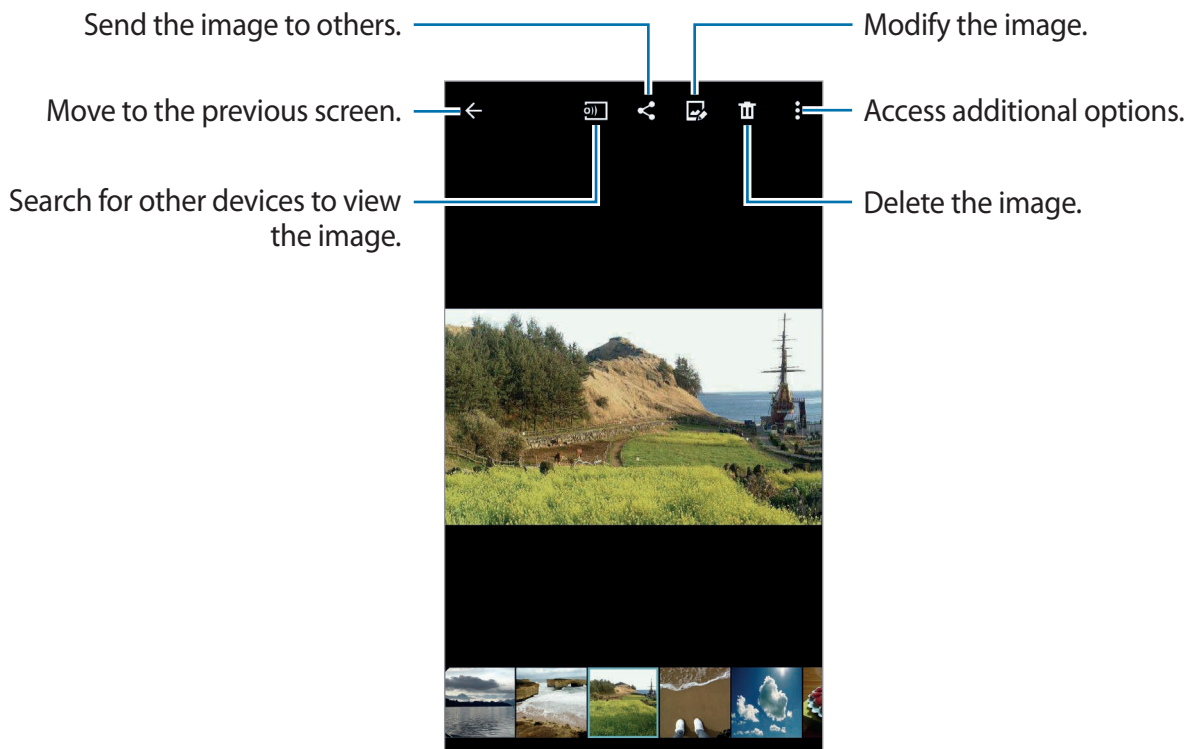 Send the image to others.
Modify the image.
Move to the previous screen.
Access additional options.
Search for other devices to view
the image.
Delete the image.